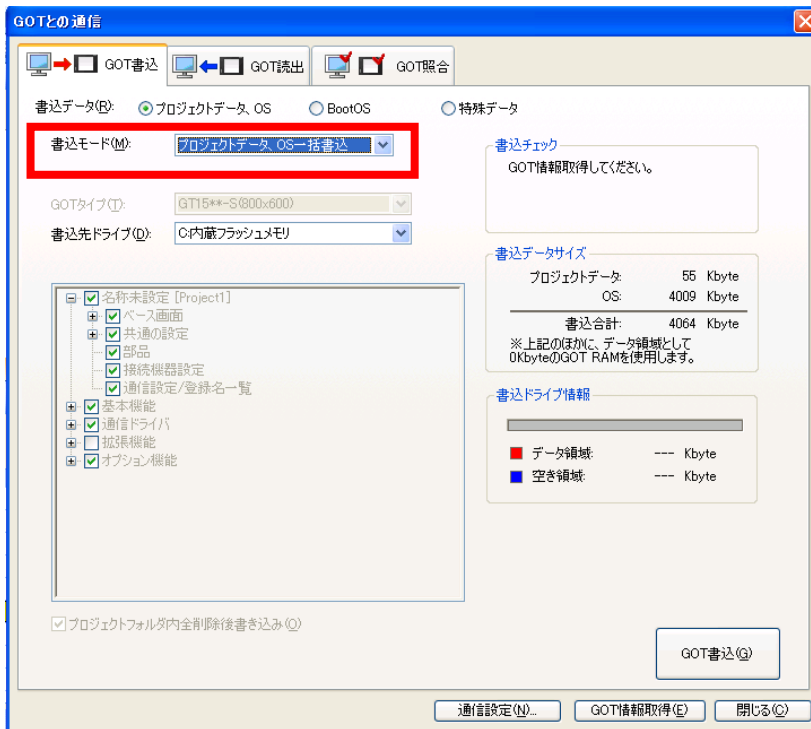 GOTとの通信
GOT書込
GOT読出
GOT照合
書込データ(R):
プロジェクトデータ、OS
BootOS
特殊データ
書込モード(M):
プロジェクトデータ、OS一括書込
GOTタイプ(T):
GT15**-S(800x600)
書込先ドライブ(D):
C:内蔵フラッシュメモリ
名称未設定 [Project1]
ベース画面
共通の設定
部品
接続機器設定
通信設定/登録名一覧
基本機能
通信ドライバ
拡張機能
オプション機能
プロジェクトフォルダ内全削除後書き込み(O)
書込チェック
GOT情報取得してください。
書込データサイズ
プロジェクトデータ: 55 Kbyte
OS: 4009 Kbyte
書込合計: 4064 Kbyte
※上記のほかに、データ領域として
0KbyteのGOT RAMを使用します。
書込ドライブ情報
データ領域: --- Kbyte
空き領域: --- Kbyte
GOT書込(G)
通信設定(N)...
GOT情報取得(E)
閉じる(C)